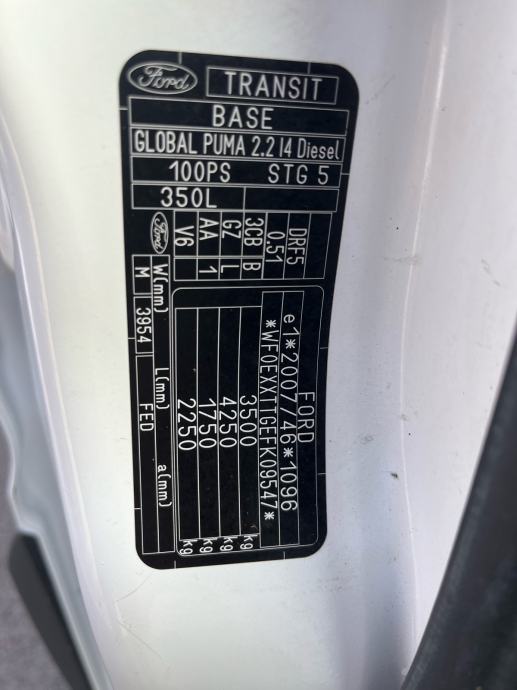 Ford TRANSIT
BASE
GLOBAL PUMA 2.2 I4 Diesel
100PS STG 5
350L
DRF5
0.51
3CB B
GZ L
AA 1
V6
Ford
FORD
e1*2007/46*1096
*WF0EXXTTGEFK09547*
3500 kg
4250 kg
1750 kg
2250 kg
W(mm) L(mm) a(mm)
M 3954 FED